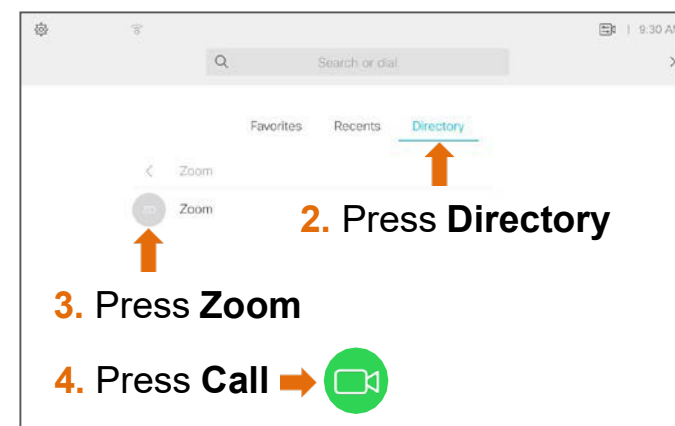 | 9:30 AM
Search or dial
Favorites Recents Directory
Zoom
Zoom
2. Press Directory
3. Press Zoom
4. Press Call